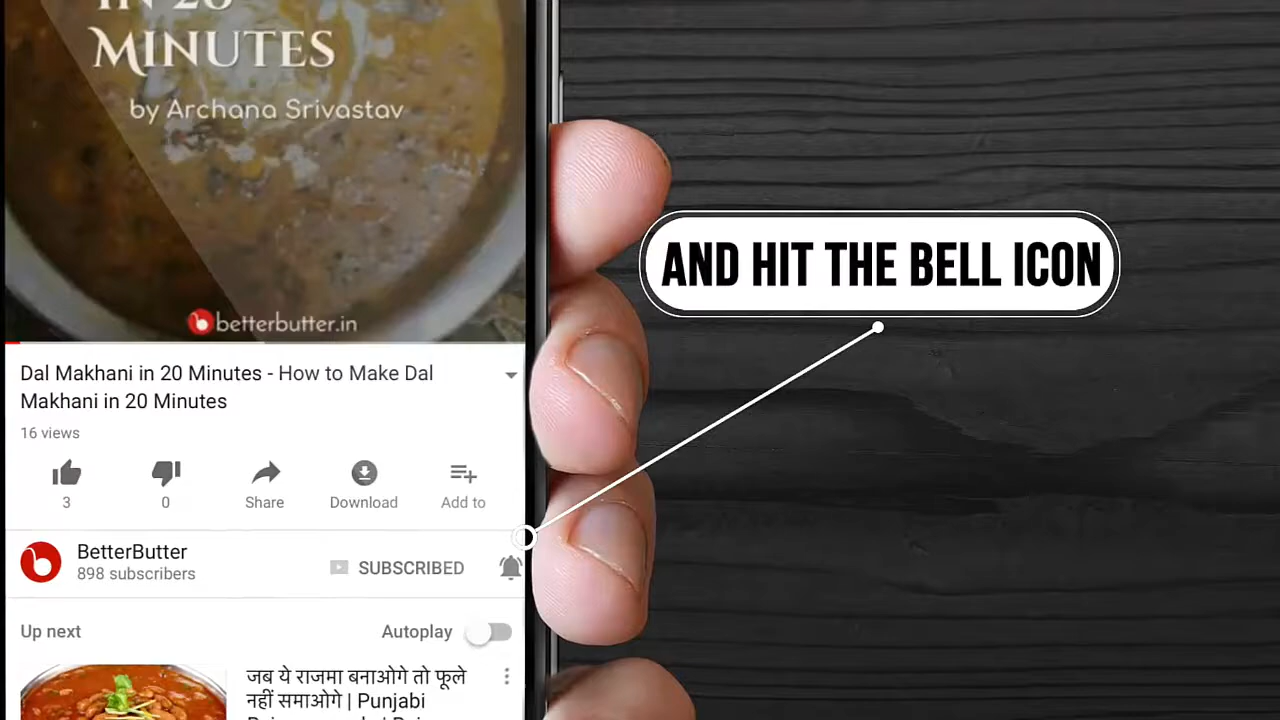 IN 20
MINUTES
by Archana Srivastav
betterbutter.in
AND HIT THE BELL ICON
Dal Makhani in 20 Minutes - How to Make Dal
Makhani in 20 Minutes
16 views
3
0
Share
Download
Add to
BetterButter
898 subscribers
SUBSCRIBED
Up next
Autoplay
जब ये राजमा बनाओगे तो फूले
नहीं समाओगे | Punjabi